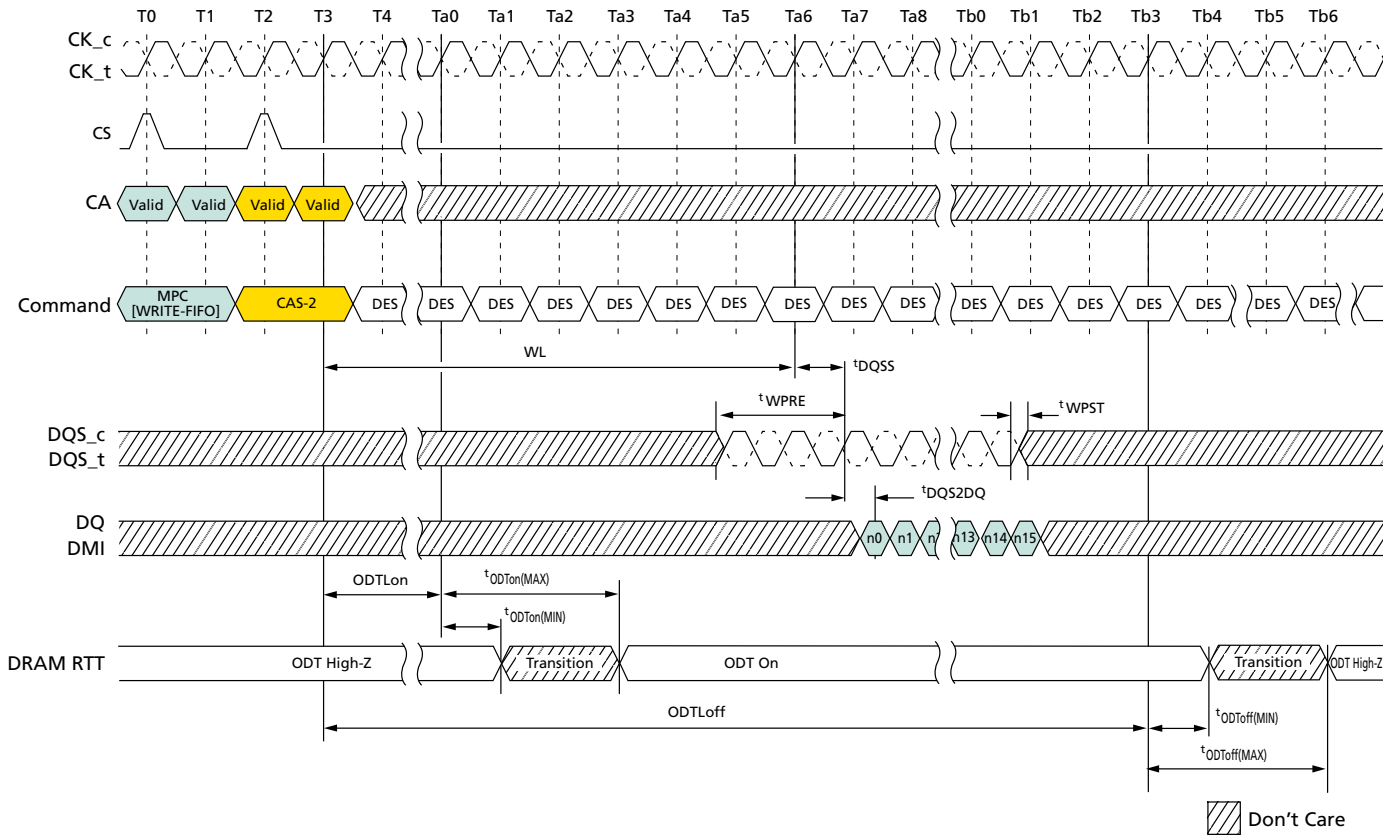 T0 T1 T2 T3 T4 Ta0 Ta1 Ta2 Ta3 Ta4 Ta5 Ta6 Ta7 Ta8 Tb0 Tb1 Tb2 Tb3 Tb4 Tb5 Tb6
CK_c
CK_t
CS
CA Valid Valid Valid Valid
Command MPC [WRITE-FIFO] CAS-2 DES DES DES DES DES DES DES DES DES DES DES DES DES DES DES DES DES
WL
tDQSS
tWPRE
tWPST
DQS_c
DQS_t
tDQS2DQ
DQ
DMI
n0 n1 n13 n14 n15
ODTLon
tODTon(MAX)
tODTon(MIN)
DRAM RTT ODT High-Z Transition ODT On Transition ODT High-Z
ODTLoff
tODToff(MIN)
tODToff(MAX)
Don't Care